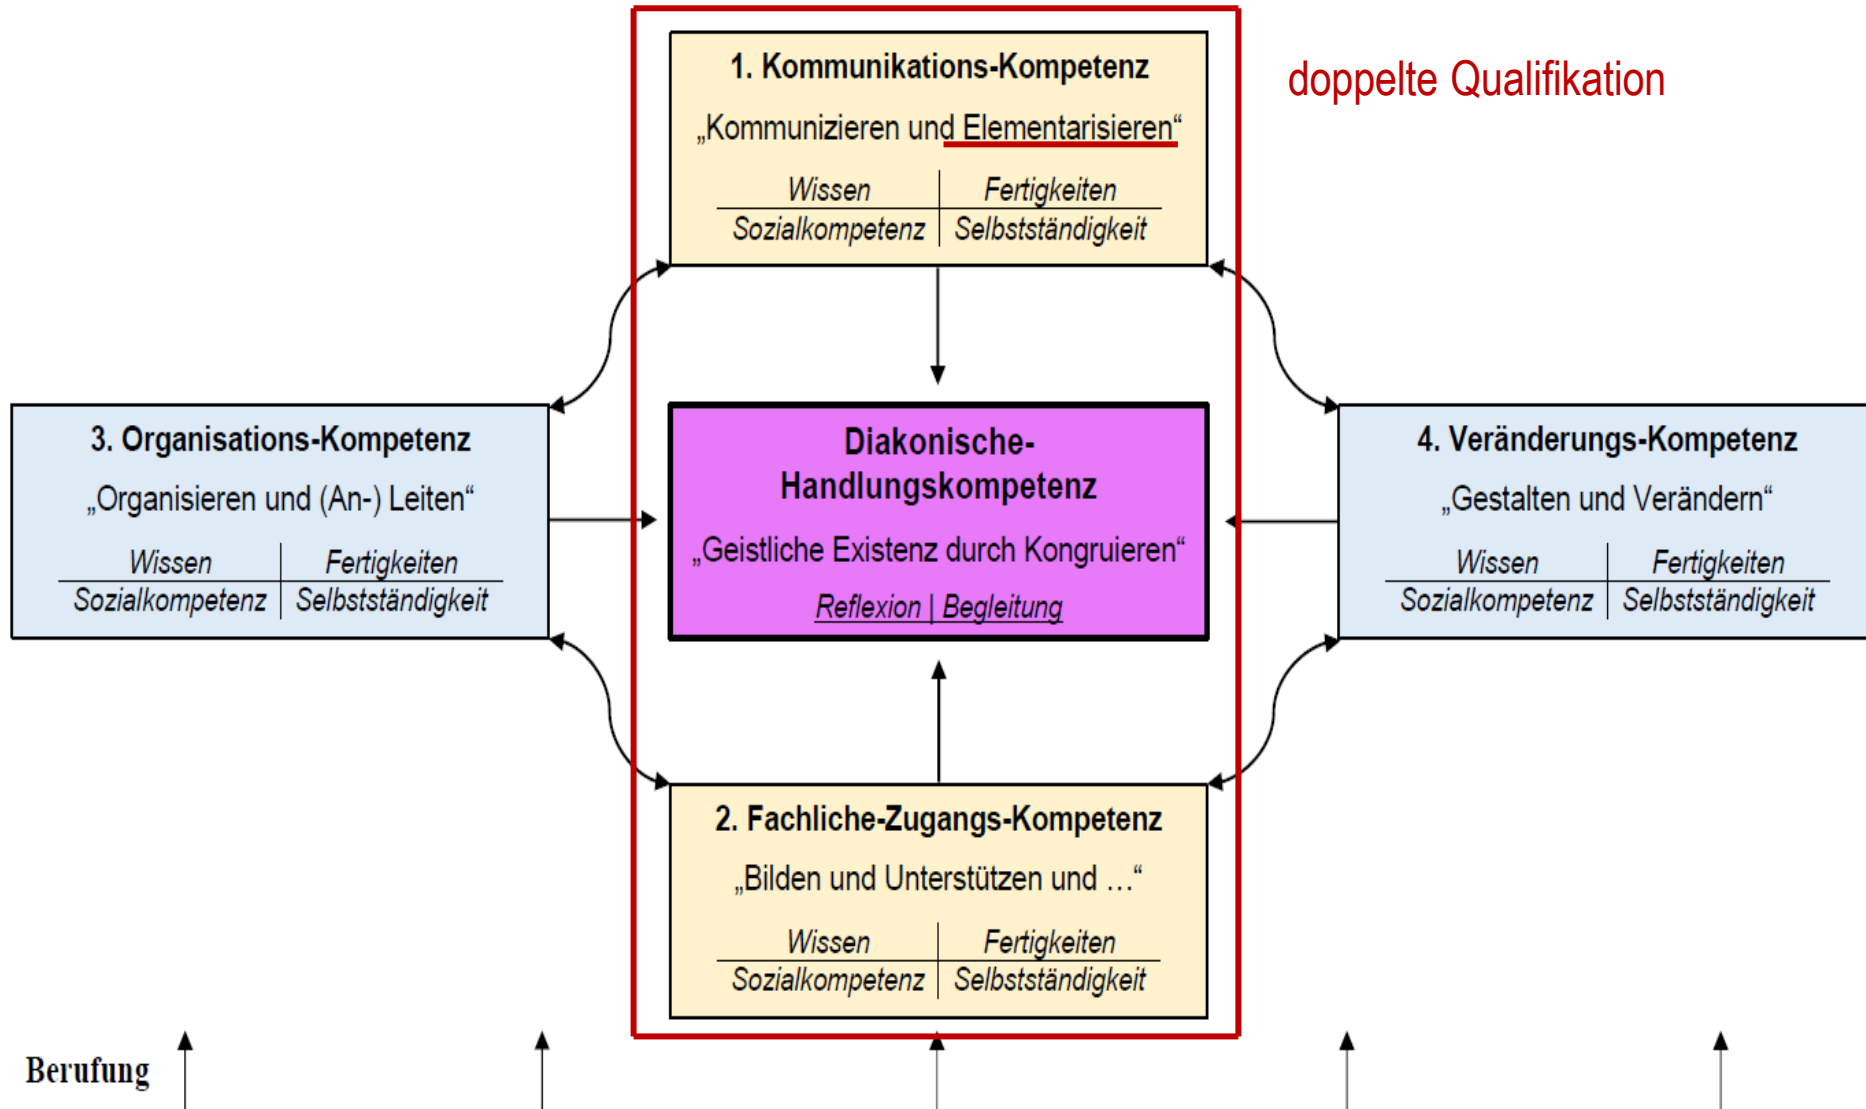 1. Kommunikations-Kompetenz
„Kommunizieren und Elementarisieren“
Wissen Fertigkeiten
Sozialkompetenz Selbstständigkeit
doppelte Qualifikation
3. Organisations-Kompetenz
„Organisieren und (An-) Leiten“
Wissen Fertigkeiten
Sozialkompetenz Selbstständigkeit
Diakonische-
Handlungskompetenz
„Geistliche Existenz durch Kongruieren“
Reflexion | Begleitung
4. Veränderungs-Kompetenz
„Gestalten und Verändern“
Wissen Fertigkeiten
Sozialkompetenz Selbstständigkeit
2. Fachliche-Zugangs-Kompetenz
„Bilden und Unterstützen und …“
Wissen Fertigkeiten
Sozialkompetenz Selbstständigkeit
Berufung